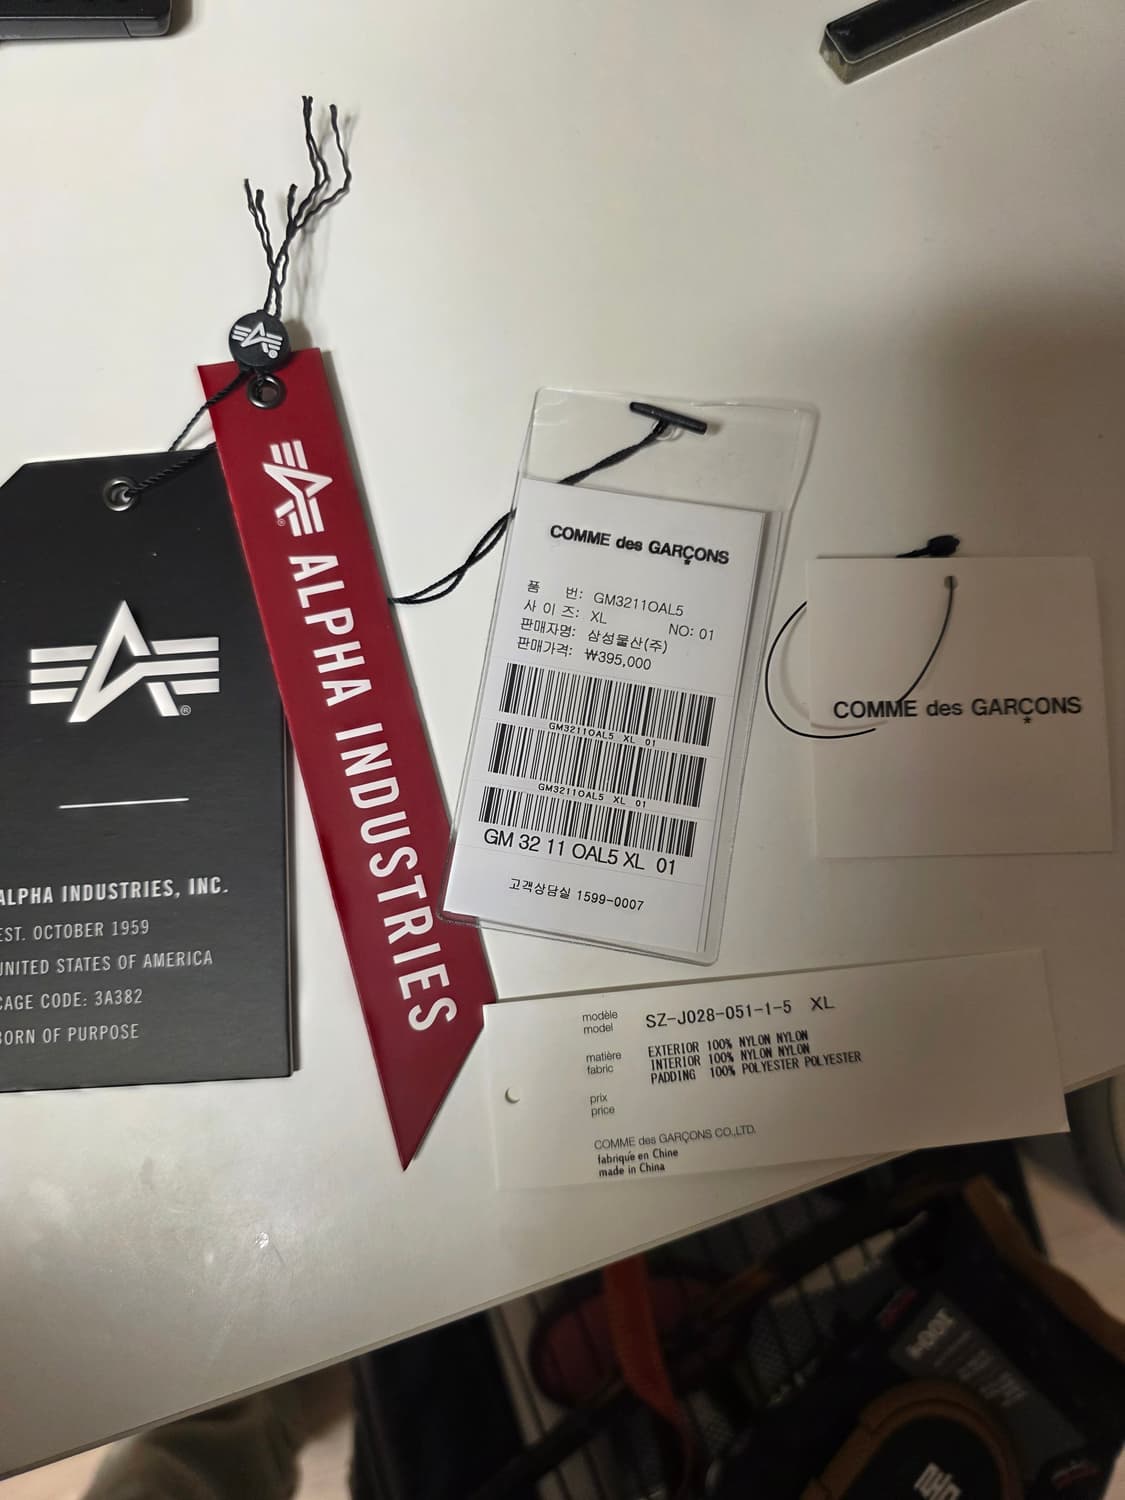 ALPHA INDUSTRIES, INC.
EST. OCTOBER 1959
UNITED STATES OF AMERICA
CAGE CODE: 3A382
BORN OF PURPOSE
ALPHA INDUSTRIES
COMME des GARÇONS
품 번: GM3211OAL5
사 이 즈: XL NO: 01
판매자명: 삼성물산(주)
판매가격: ₩395,000
GM3211OAL5 XL 01
GM3211OAL5 XL 01
GM 32 11 OAL5 XL 01
고객상담실 1599-0007
COMME des GARÇONS
modèle
model SZ-J028-051-1-5 XL
matière
fabric
EXTERIOR 100% NYLON NYLON
INTERIOR 100% NYLON NYLON
PADDING 100% POLYESTER POLYESTER
prix
price
COMME des GARÇONS CO.,LTD.
fabriqué en Chine
made in China